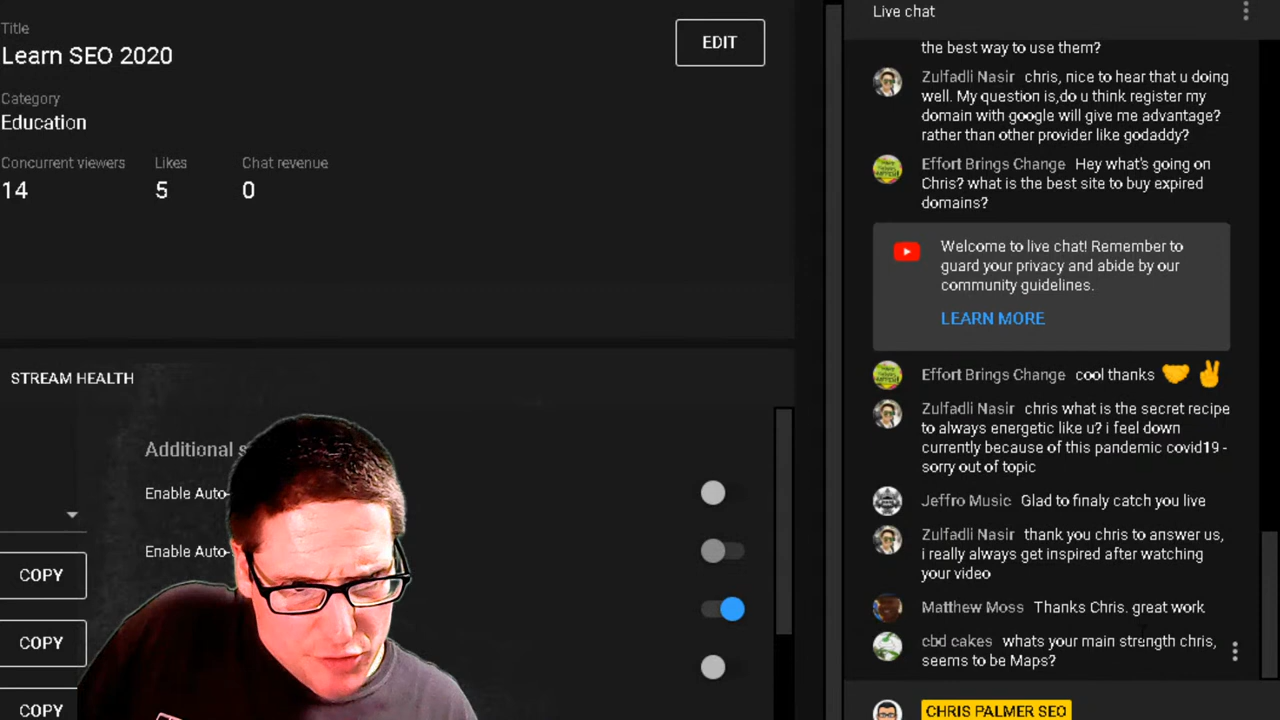 Title
Learn SEO 2020
EDIT
Category
Education
Concurrent viewers
Likes
Chat revenue
14
5
0
STREAM HEALTH
Additional s
Enable Auto-
Enable Auto-
COPY
COPY
COPY
Live chat
the best way to use them?
Zulfadli Nasir chris, nice to hear that u doing
well. My question is,do u think register my
domain with google will give me advantage?
rather than other provider like godaddy?
Effort Brings Change Hey what's going on
Chris? what is the best site to buy expired
domains?
Welcome to live chat! Remember to
guard your privacy and abide by our
community guidelines.
LEARN MORE
Effort Brings Change cool thanks 🤝 ✌
Zulfadli Nasir chris what is the secret recipe
to always energetic like u? i feel down
currently because of this pandemic covid19 -
sorry out of topic
Jeffro Music Glad to finaly catch you live
Zulfadli Nasir thank you chris to answer us,
i really always get inspired after watching
your video
Matthew Moss Thanks Chris. great work
cbd cakes whats your main strength chris,
seems to be Maps?
CHRIS PALMER SEO